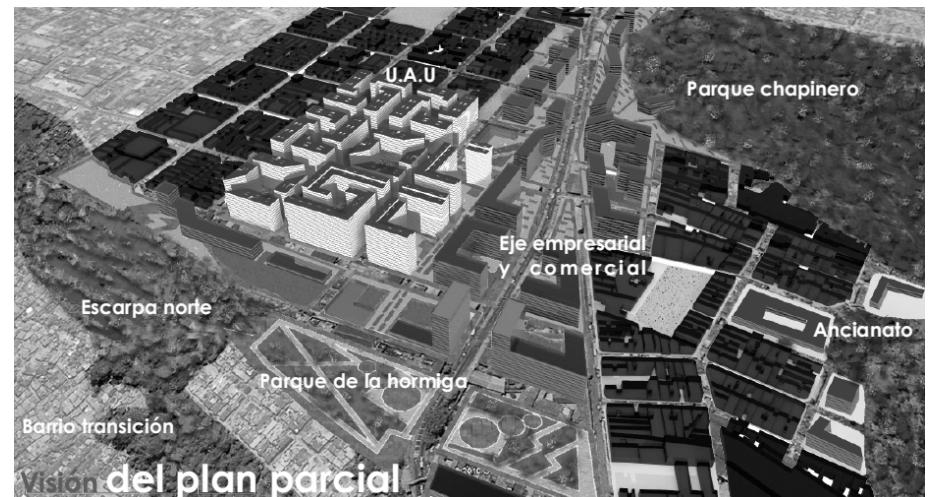 U.A.U
Parque chapinero
Eje empresarial
y comercial
Escarpa norte
Ancianato
Parque de la hormiga
Barrio transición
Visión del plan parcial